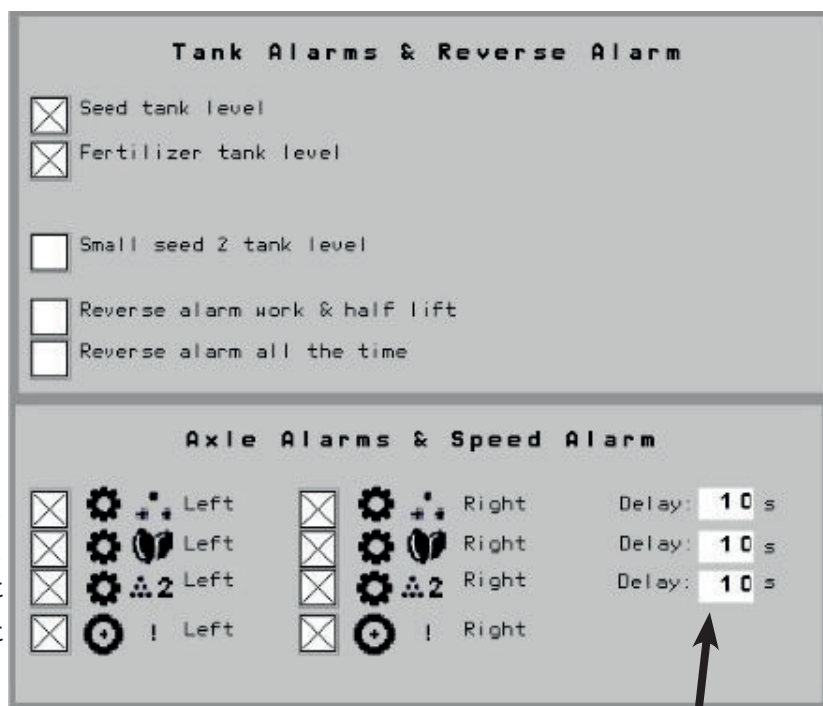 Tank Alarms & Reverse Alarm
Seed tank level
Fertilizer tank level
Small seed 2 tank level
Reverse alarm work & half lift
Reverse alarm all the time
Axle Alarms & Speed Alarm
Left Right Delay: 10 s
Left Right Delay: 10 s
2 Left 2 Right Delay: 10 s
! Left ! Right